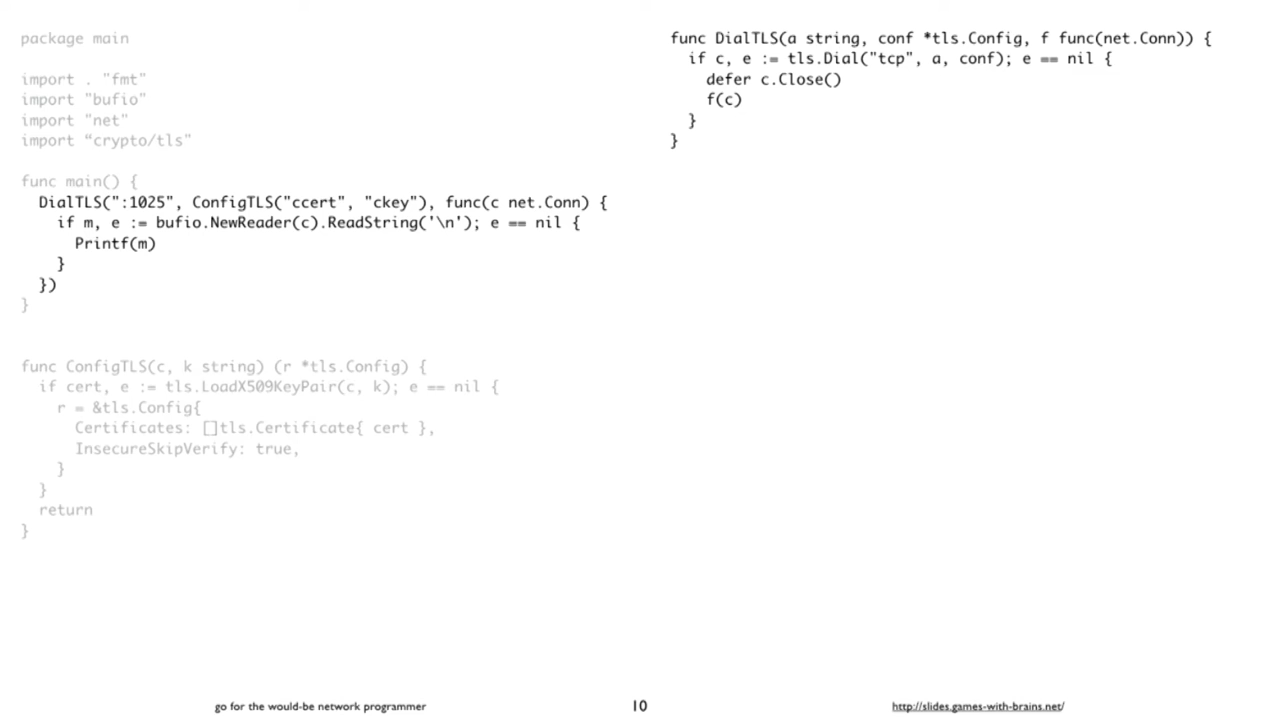 package main
import . "fmt"
import "bufio"
import "net"
import “crypto/tls"
func main() {
DialTLS(":1025", ConfigTLS("ccert", "ckey"), func(c net.Conn) {
if m, e := bufio.NewReader(c).ReadString('\n'); e == nil {
Printf(m)
}
})
}
func ConfigTLS(c, k string) (r *tls.Config) {
if cert, e := tls.LoadX509KeyPair(c, k); e == nil {
r = &tls.Config{
Certificates: []tls.Certificate{ cert },
InsecureSkipVerify: true,
}
}
return
}
func DialTLS(a string, conf *tls.Config, f func(net.Conn)) {
if c, e := tls.Dial("tcp", a, conf); e == nil {
defer c.Close()
f(c)
}
}
go for the would-be network programmer
10
http://slides.games-with-brains.net/